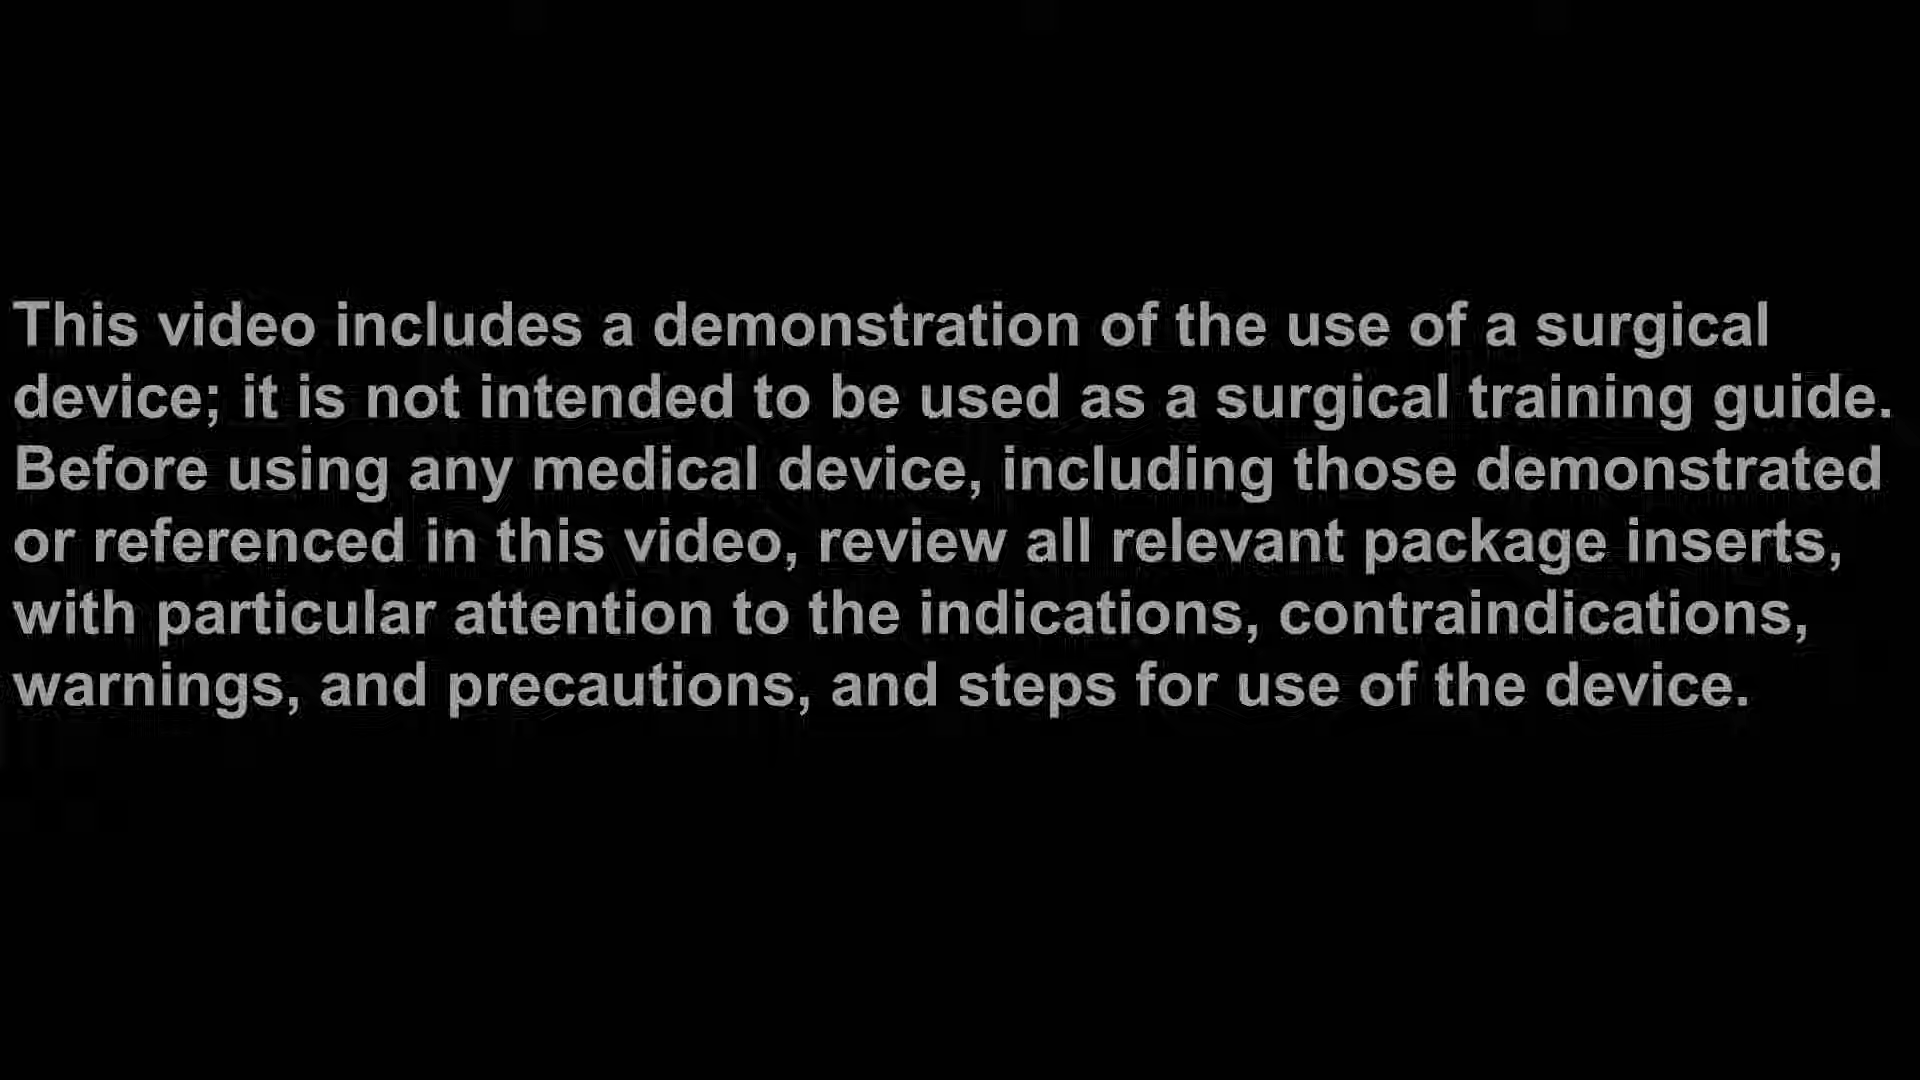 This video includes a demonstration of the use of a surgical
device; it is not intended to be used as a surgical training guide.
Before using any medical device, including those demonstrated
or referenced in this video, review all relevant package inserts,
with particular attention to the indications, contraindications,
warnings, and precautions, and steps for use of the device.